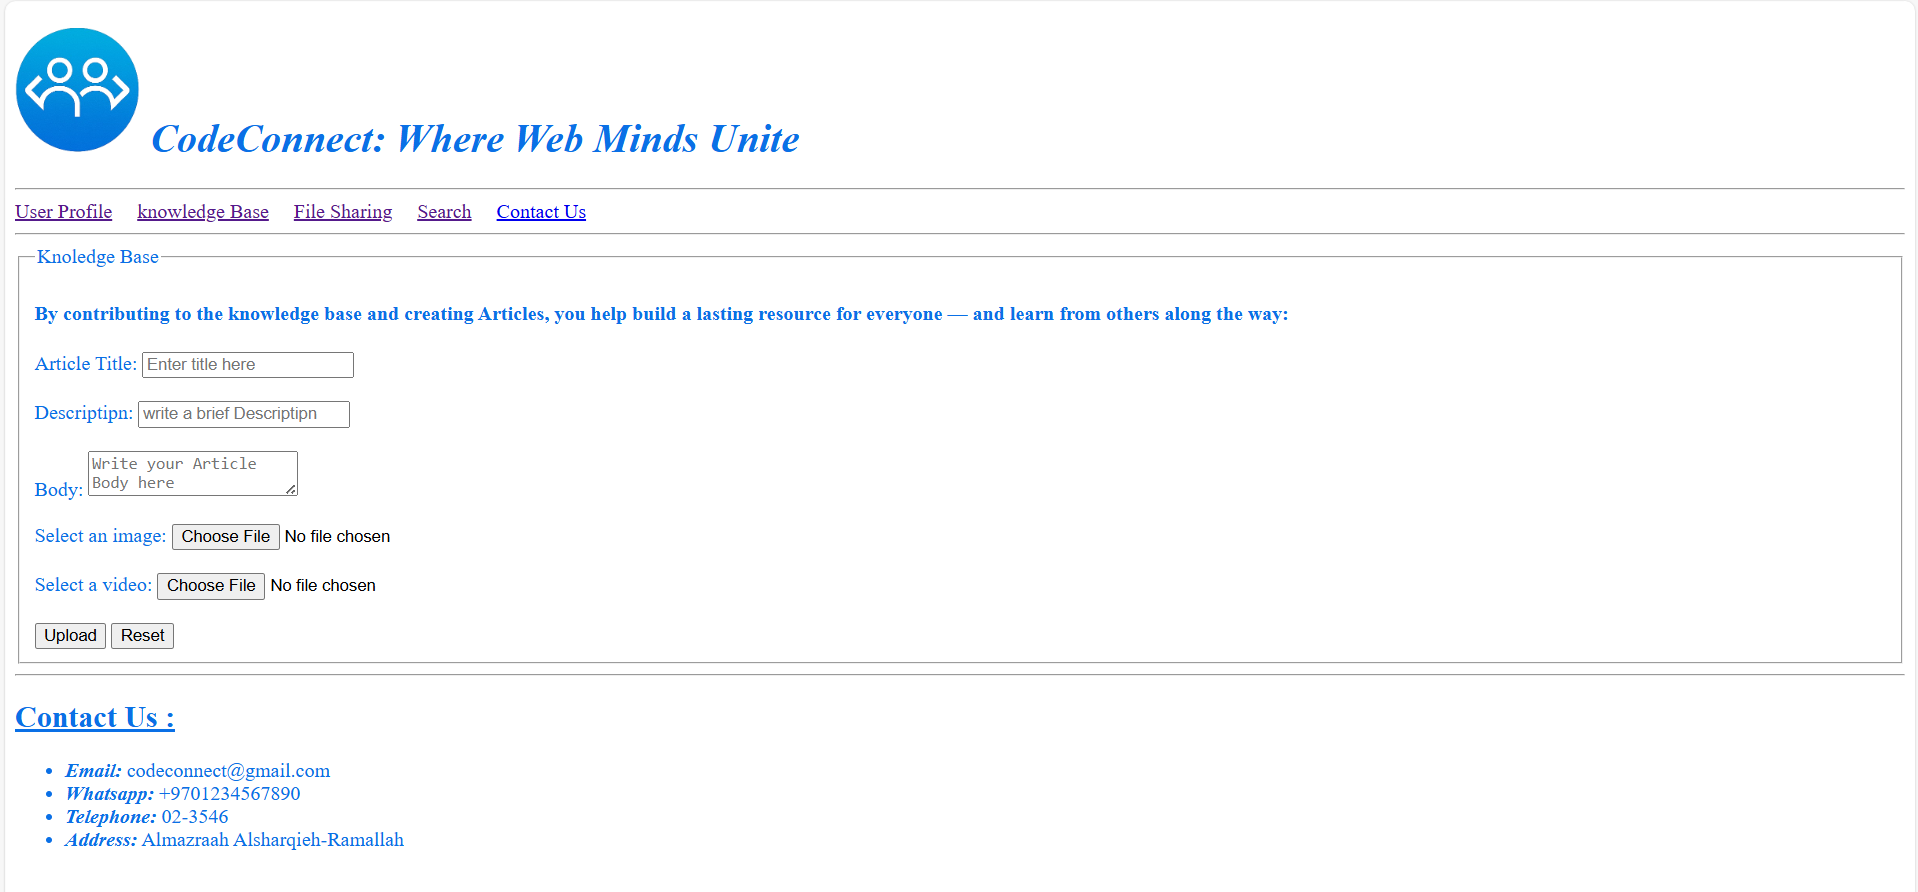 CodeConnect: Where Web Minds Unite
User Profile knowledge Base File Sharing Search Contact Us
Knoledge Base
By contributing to the knowledge base and creating Articles, you help build a lasting resource for everyone — and learn from others along the way:
Article Title: Enter title here
Descriptipn: write a brief Descriptipn
Write your Article
Body: Body here
Select an image: Choose File No file chosen
Select a video: Choose File No file chosen
Upload Reset
Contact Us :
• Email: codeconnect@gmail.com
• Whatsapp: +9701234567890
• Telephone: 02-3546
• Address: Almazraah Alsharqieh-Ramallah